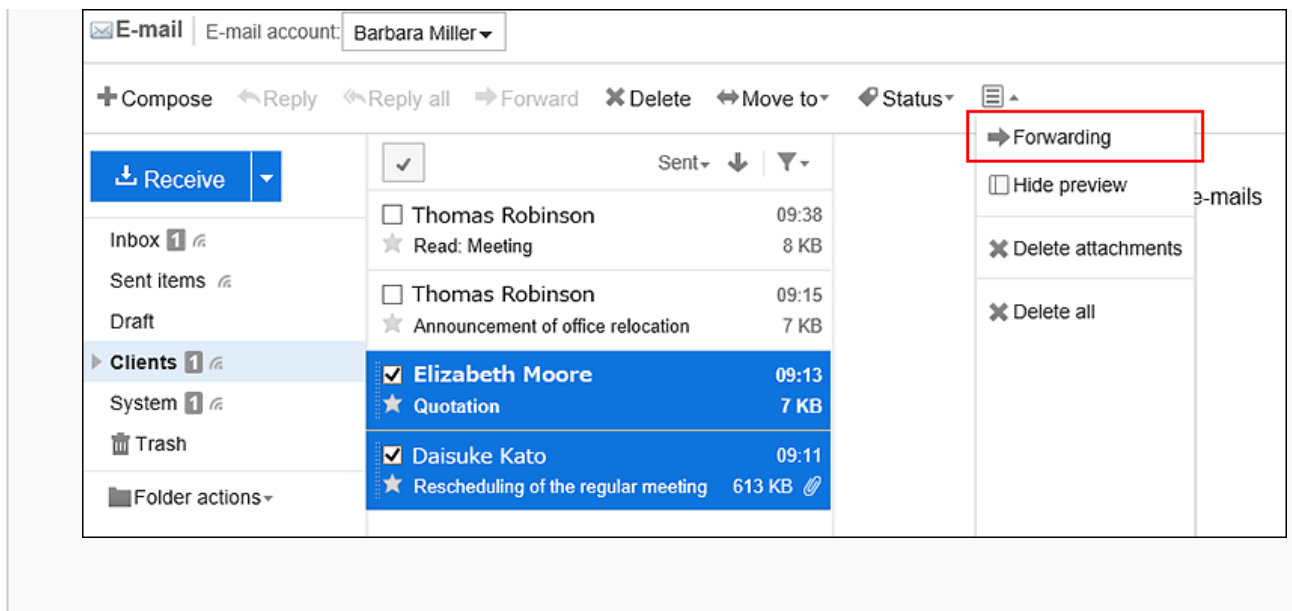 E-mail E-mail account: Barbara Miller
Compose Reply Reply all Forward Delete Move to Status
Forwarding
Hide preview
Delete attachments
Delete all
e-mails
Receive
Inbox 1
Sent items
Draft
Clients 1
System 1
Trash
Folder actions
Sent
Thomas Robinson 09:38
Read: Meeting 8 KB
Thomas Robinson 09:15
Announcement of office relocation 7 KB
Elizabeth Moore 09:13
Quotation 7 KB
Daisuke Kato 09:11
Rescheduling of the regular meeting 613 KB